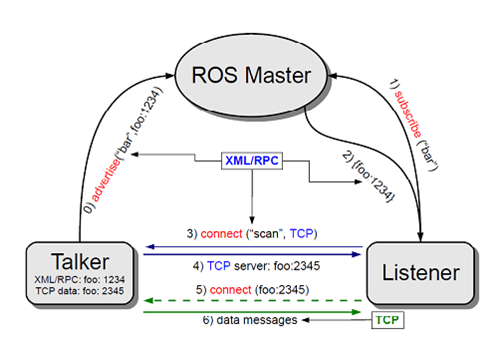 ROS Master
0) advertise("bar",foo:1234)
1) subscribe ("bar")
XML/RPC
2) {foo:1234}
3) connect ("scan", TCP)
Talker
XML/RPC: foo: 1234
TCP data: foo: 2345
4) TCP server: foo:2345
Listener
5) connect (foo:2345)
6) data messages
TCP